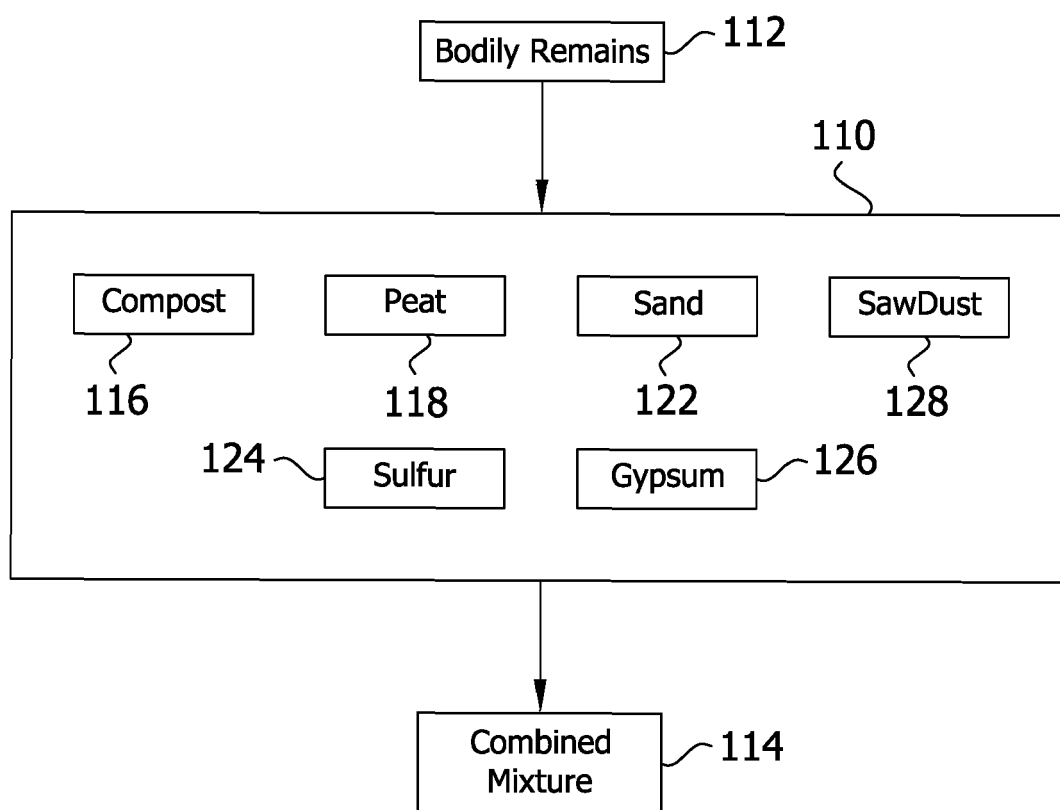 Bodily Remains
112
110
Compost
Peat
Sand
SawDust
116
118
122
128
124
Sulfur
Gypsum
126
Combined
Mixture
114